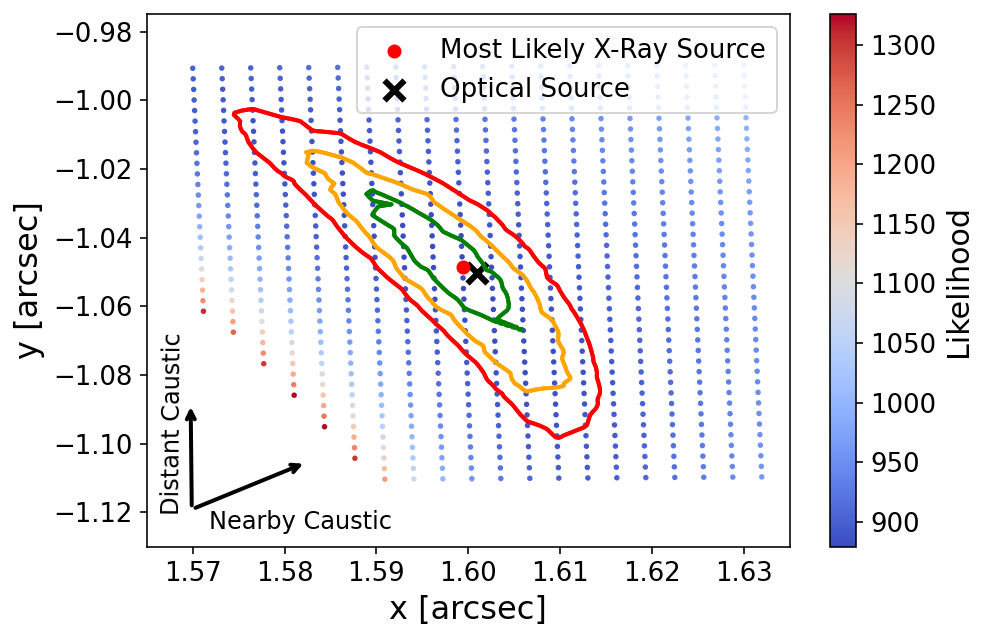 Most Likely X-Ray Source
Optical Source
−0.98
−1.00
−1.02
−1.04
−1.06
−1.08
−1.10
−1.12
y [arcsec]
Distant Caustic
Nearby Caustic
1.57 1.58 1.59 1.60 1.61 1.62 1.63
x [arcsec]
1300
1250
1200
1150
1100
1050
1000
950
900
Likelihood